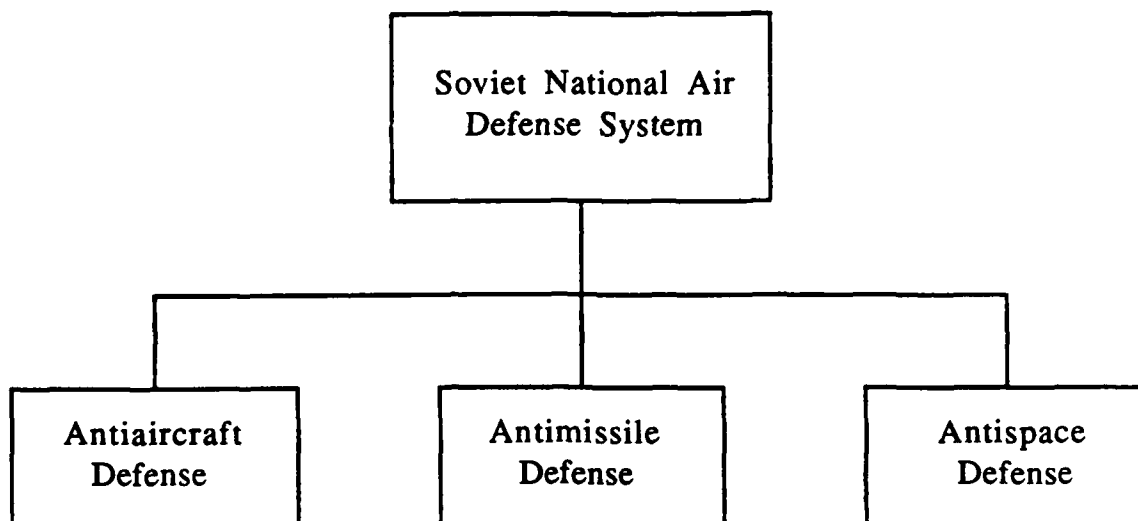 Soviet National Air
Defense System
Antiaircraft
Defense
Antimissile
Defense
Antispace
Defense